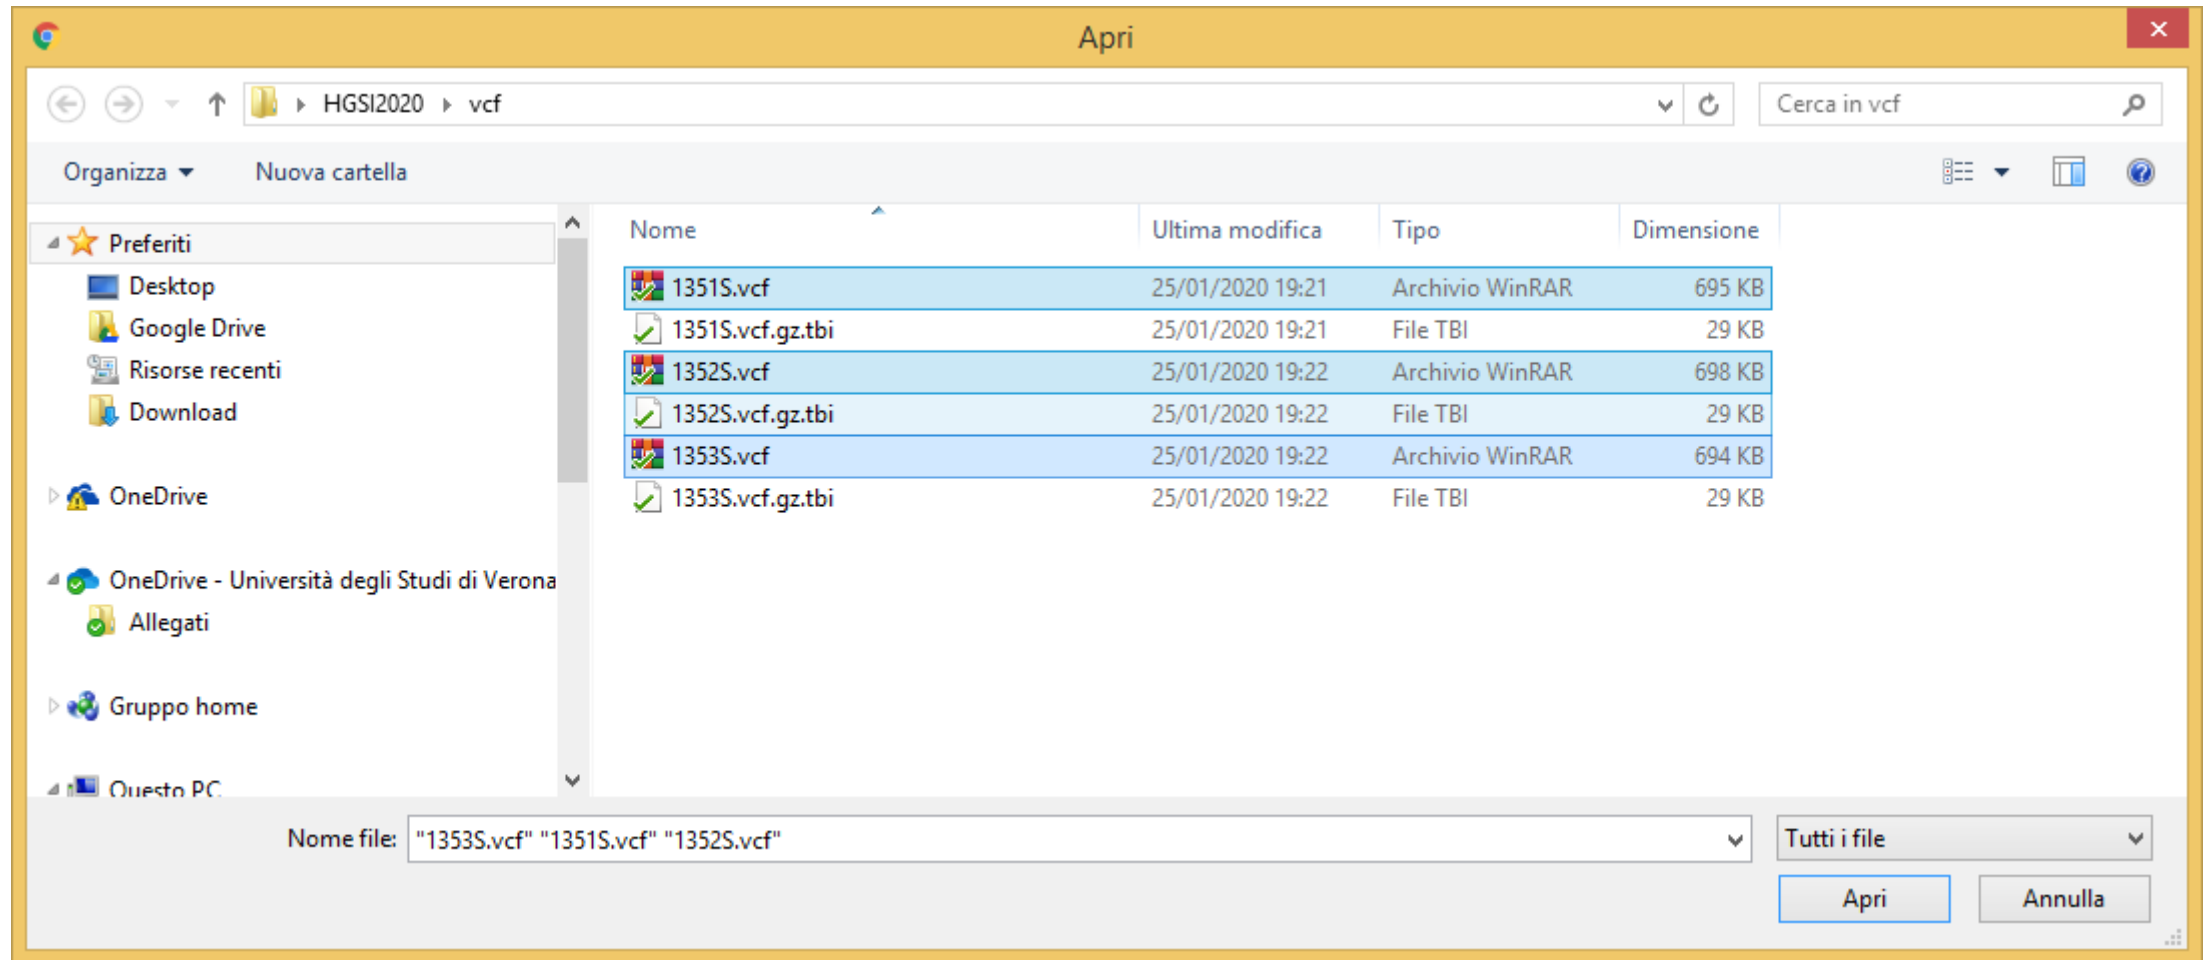 Apri
HGSI2020 vcf
Cerca in vcf
Organizza Nuova cartella
Preferiti
Desktop
Google Drive
Risorse recenti
Download
OneDrive
OneDrive - Università degli Studi di Verona
Allegati
Gruppo home
Questo PC
Nome Ultima modifica Tipo Dimensione
1351S.vcf 25/01/2020 19:21 Archivio WinRAR 695 KB
1351S.vcf.gz.tbi 25/01/2020 19:21 File TBI 29 KB
1352S.vcf 25/01/2020 19:22 Archivio WinRAR 698 KB
1352S.vcf.gz.tbi 25/01/2020 19:22 File TBI 29 KB
1353S.vcf 25/01/2020 19:22 Archivio WinRAR 694 KB
1353S.vcf.gz.tbi 25/01/2020 19:22 File TBI 29 KB
Nome file: "1353S.vcf" "1351S.vcf" "1352S.vcf"
Tutti i file
Apri Annulla